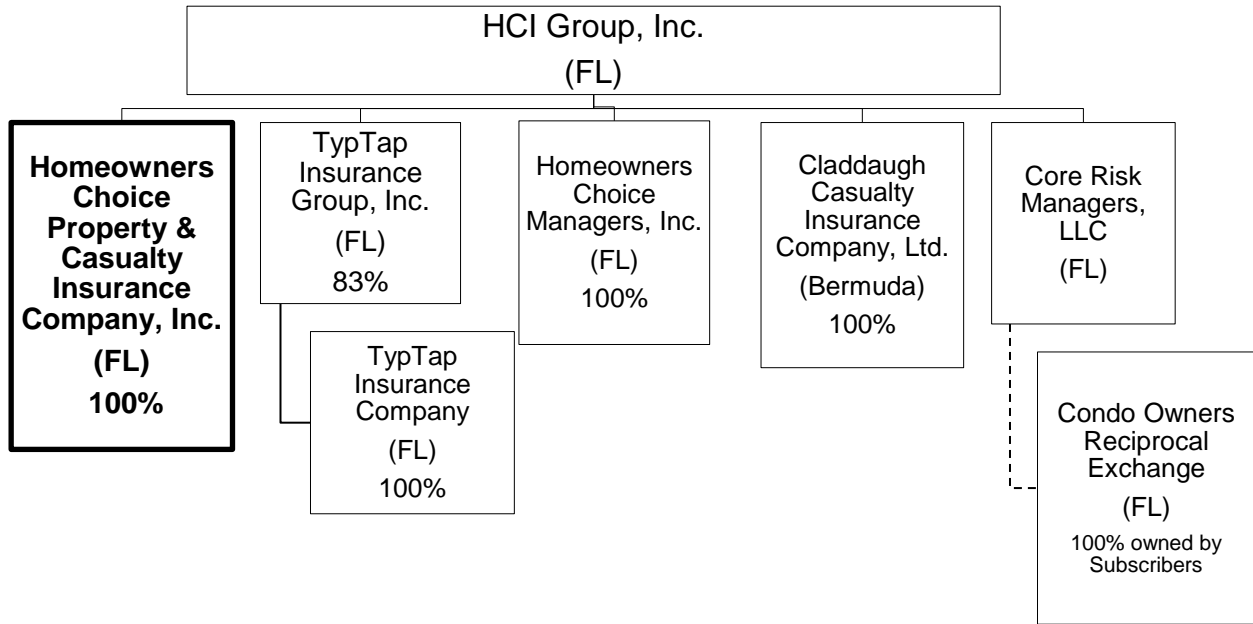 HCI Group, Inc.
(FL)
Homeowners
Choice
Property &
Casualty
Insurance
Company, Inc.
(FL)
100%
TypTap
Insurance
Group, Inc.
(FL)
83%
TypTap
Insurance
Company
(FL)
100%
Homeowners
Choice
Managers, Inc.
(FL)
100%
Claddaugh
Casualty
Insurance
Company, Ltd.
(Bermuda)
100%
Core Risk
Managers,
LLC
(FL)
Condo Owners
Reciprocal
Exchange
(FL)
100% owned by
Subscribers